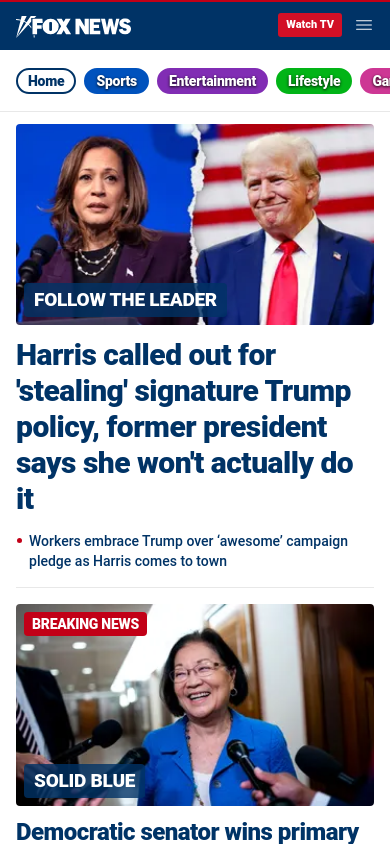 FOX NEWS
Watch TV
Home
Sports
Entertainment
Lifestyle
FOLLOW THE LEADER
Harris called out for
'stealing' signature Trump
policy, former president
says she won't actually do
it
Workers embrace Trump over ‘awesome’ campaign
pledge as Harris comes to town
BREAKING NEWS
SOLID BLUE
Democratic senator wins primary